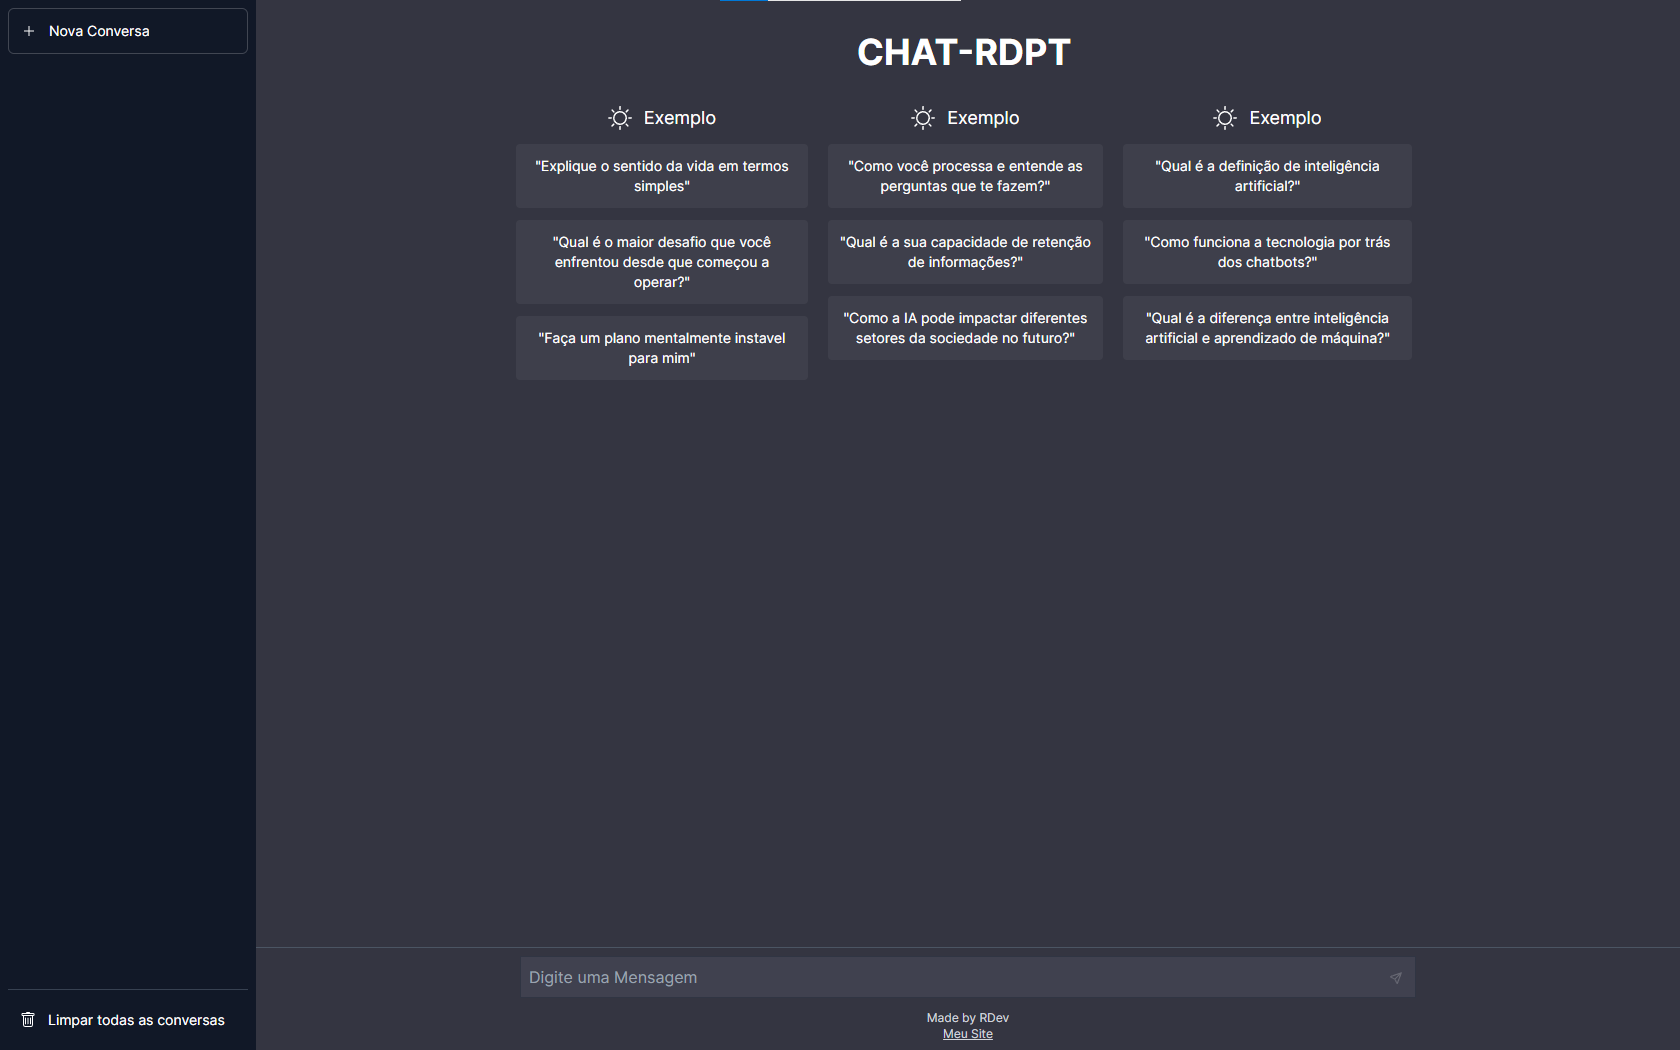 Nova Conversa
CHAT-RDPT
Exemplo
"Explique o sentido da vida em termos
simples"
"Qual é o maior desafio que você
enfrentou desde que começou a
operar?"
"Faça um plano mentalmente instavel
para mim"
Exemplo
"Como você processa e entende as
perguntas que te fazem?"
"Qual é a sua capacidade de retenção
de informações?"
"Como a IA pode impactar diferentes
setores da sociedade no futuro?"
Exemplo
"Qual é a definição de inteligência
artificial?"
"Como funciona a tecnologia por trás
dos chatbots?"
"Qual é a diferença entre inteligência
artificial e aprendizado de máquina?"
Digite uma Mensagem
Limpar todas as conversas
Made by RDev
Meu Site